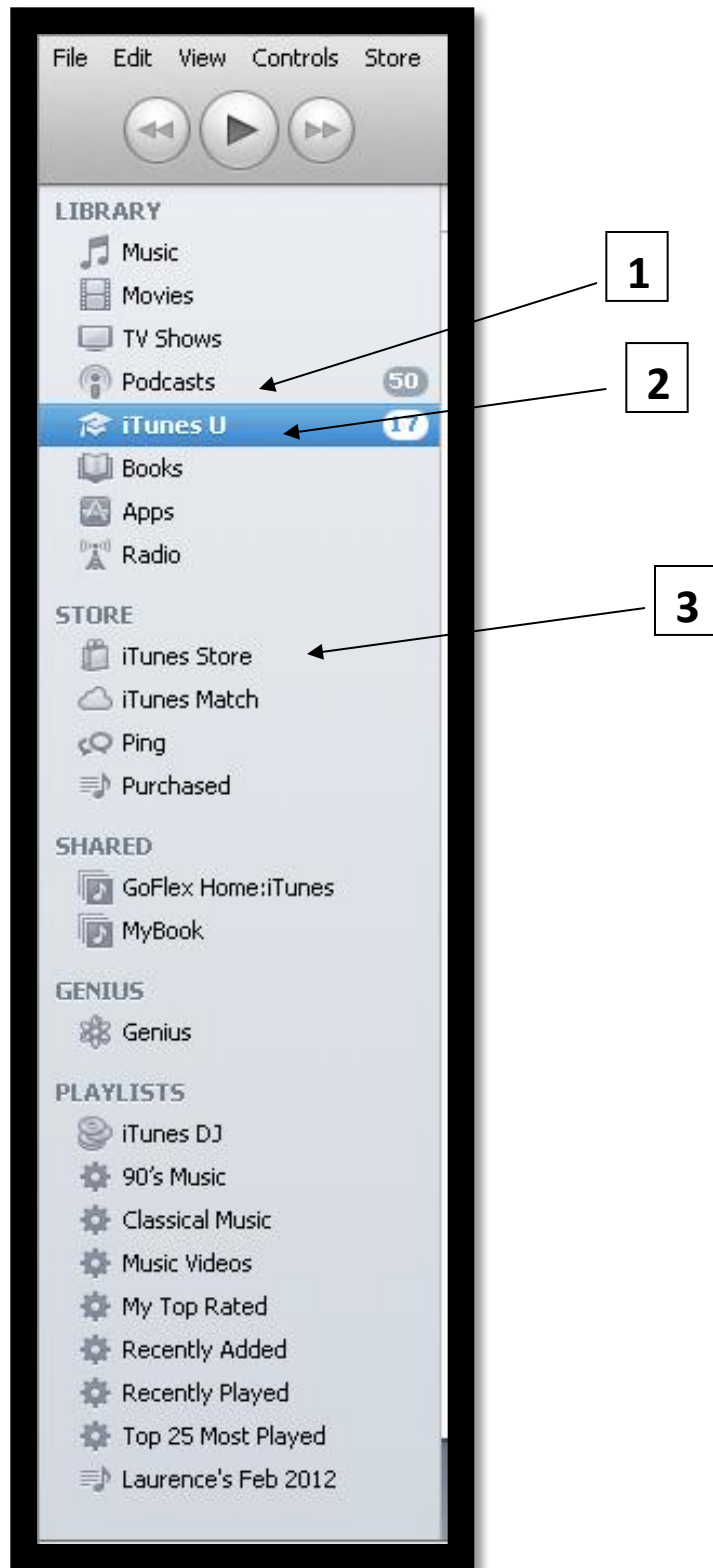 File Edit View Controls Store
LIBRARY
Music
1
Movies
TV Shows
Podcasts 50
2
iTunes U 17
Books
Apps
Radio
3
STORE
iTunes Store
iTunes Match
Ping
Purchased
SHARED
GoFlex Home:iTunes
MyBook
GENIUS
Genius
PLAYLISTS
iTunes DJ
90's Music
Classical Music
Music Videos
My Top Rated
Recently Added
Recently Played
Top 25 Most Played
Laurence's Feb 2012